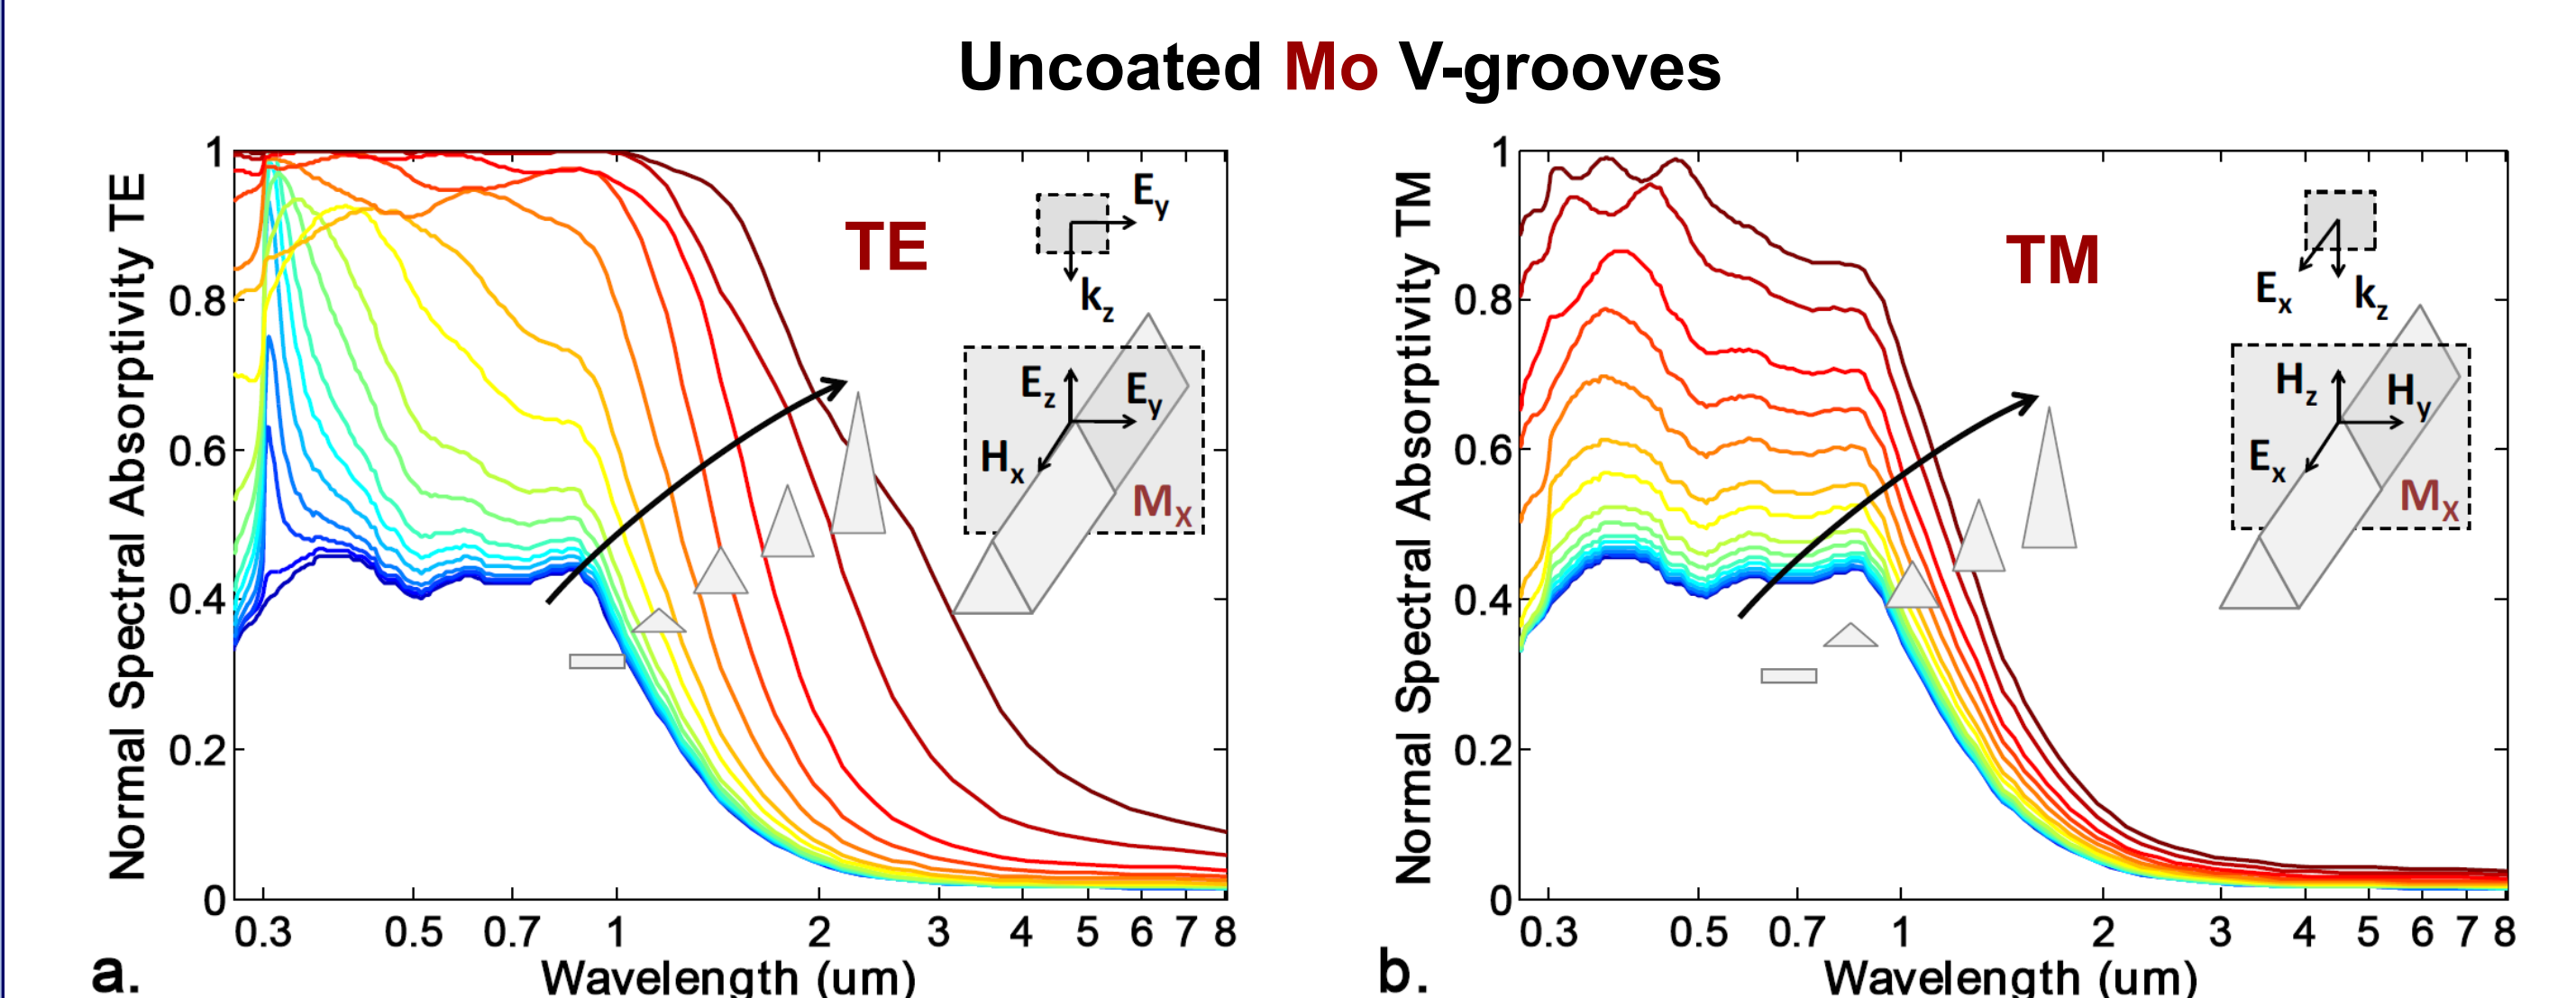 Uncoated Mo V-grooves
Normal Spectral Absorptivity TE
1
0.8
0.6
0.4
0.2
0
0.3 0.5 0.7 1 2 3 4 5 6 7 8
Wavelength (um)
a.
TE
Ey
kz
Ez
Ey
Hx
Mx
Normal Spectral Absorptivity TM
1
0.8
0.6
0.4
0.2
0
0.3 0.5 0.7 1 2 3 4 5 6 7 8
Wavelength (um)
b.
TM
Ex
kz
Hz
Hy
Ex
Mx